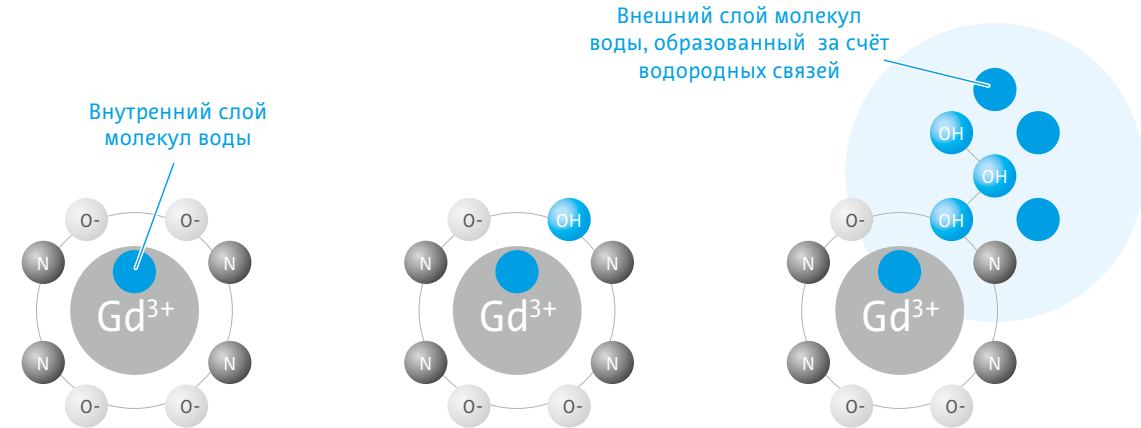 Внешний слой молекул
воды, образованный за счёт
водородных связей
Внутренний слой
молекул воды
O-
O-
N
N
Gd3+
N
N
O-
O-
O-
OH
N
N
Gd3+
N
N
O-
O-
OH
OH
O-
OH
N
N
Gd3+
N
N
O-
O-